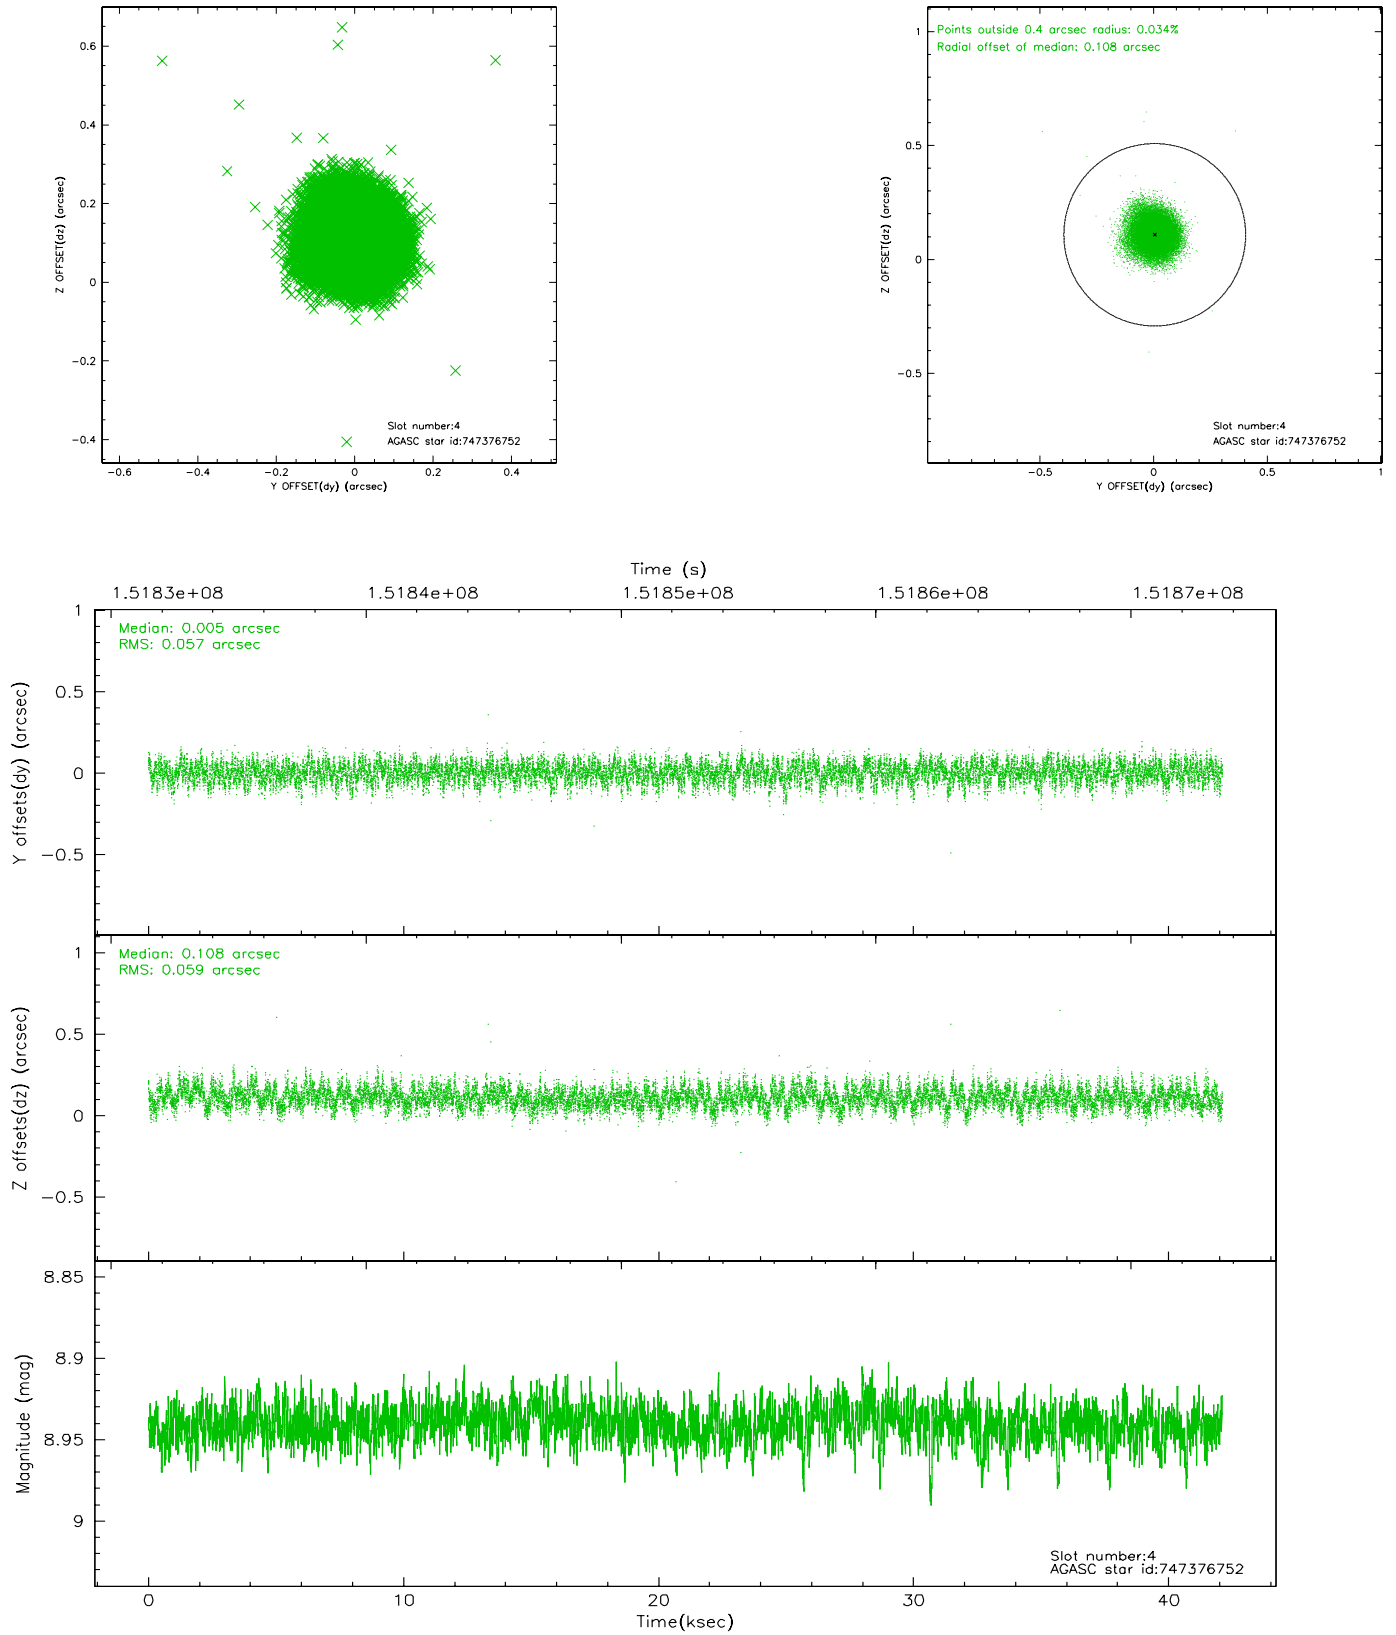 0.6
0.4
0.2
0
−0.2
−0.4
Z OFFSET(dz) (arcsec)
−0.6 −0.4 −0.2 0 0.2 0.4
Y OFFSET(dy) (arcsec)
Slot number:4
AGASC star id:747376752
Points outside 0.4 arcsec radius: 0.034%
Radial offset of median: 0.108 arcsec
1
0.5
0
−0.5
Z OFFSET(dz) (arcsec)
−0.5 0 0.5 1
Y OFFSET(dy) (arcsec)
Slot number:4
AGASC star id:747376752
Time (s)
1.5183e+08 1.5184e+08 1.5185e+08 1.5186e+08 1.5187e+08
Median: 0.005 arcsec
RMS: 0.057 arcsec
1
0.5
0
−0.5
Y offsets(dy) (arcsec)
Median: 0.108 arcsec
RMS: 0.059 arcsec
1
0.5
0
−0.5
Z offsets(dz) (arcsec)
8.85
8.9
8.95
9
Magnitude (mag)
Slot number:4
AGASC star id:747376752
0 10 20 30 40
Time(ksec)